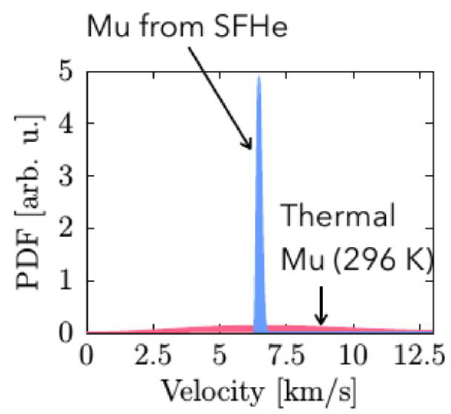 Mu from SFHe
5
4
3
2
1
0
PDF [arb. u.]
Thermal
Mu (296 K)
0 2.5 5 7.5 10 12.5
Velocity [km/s]